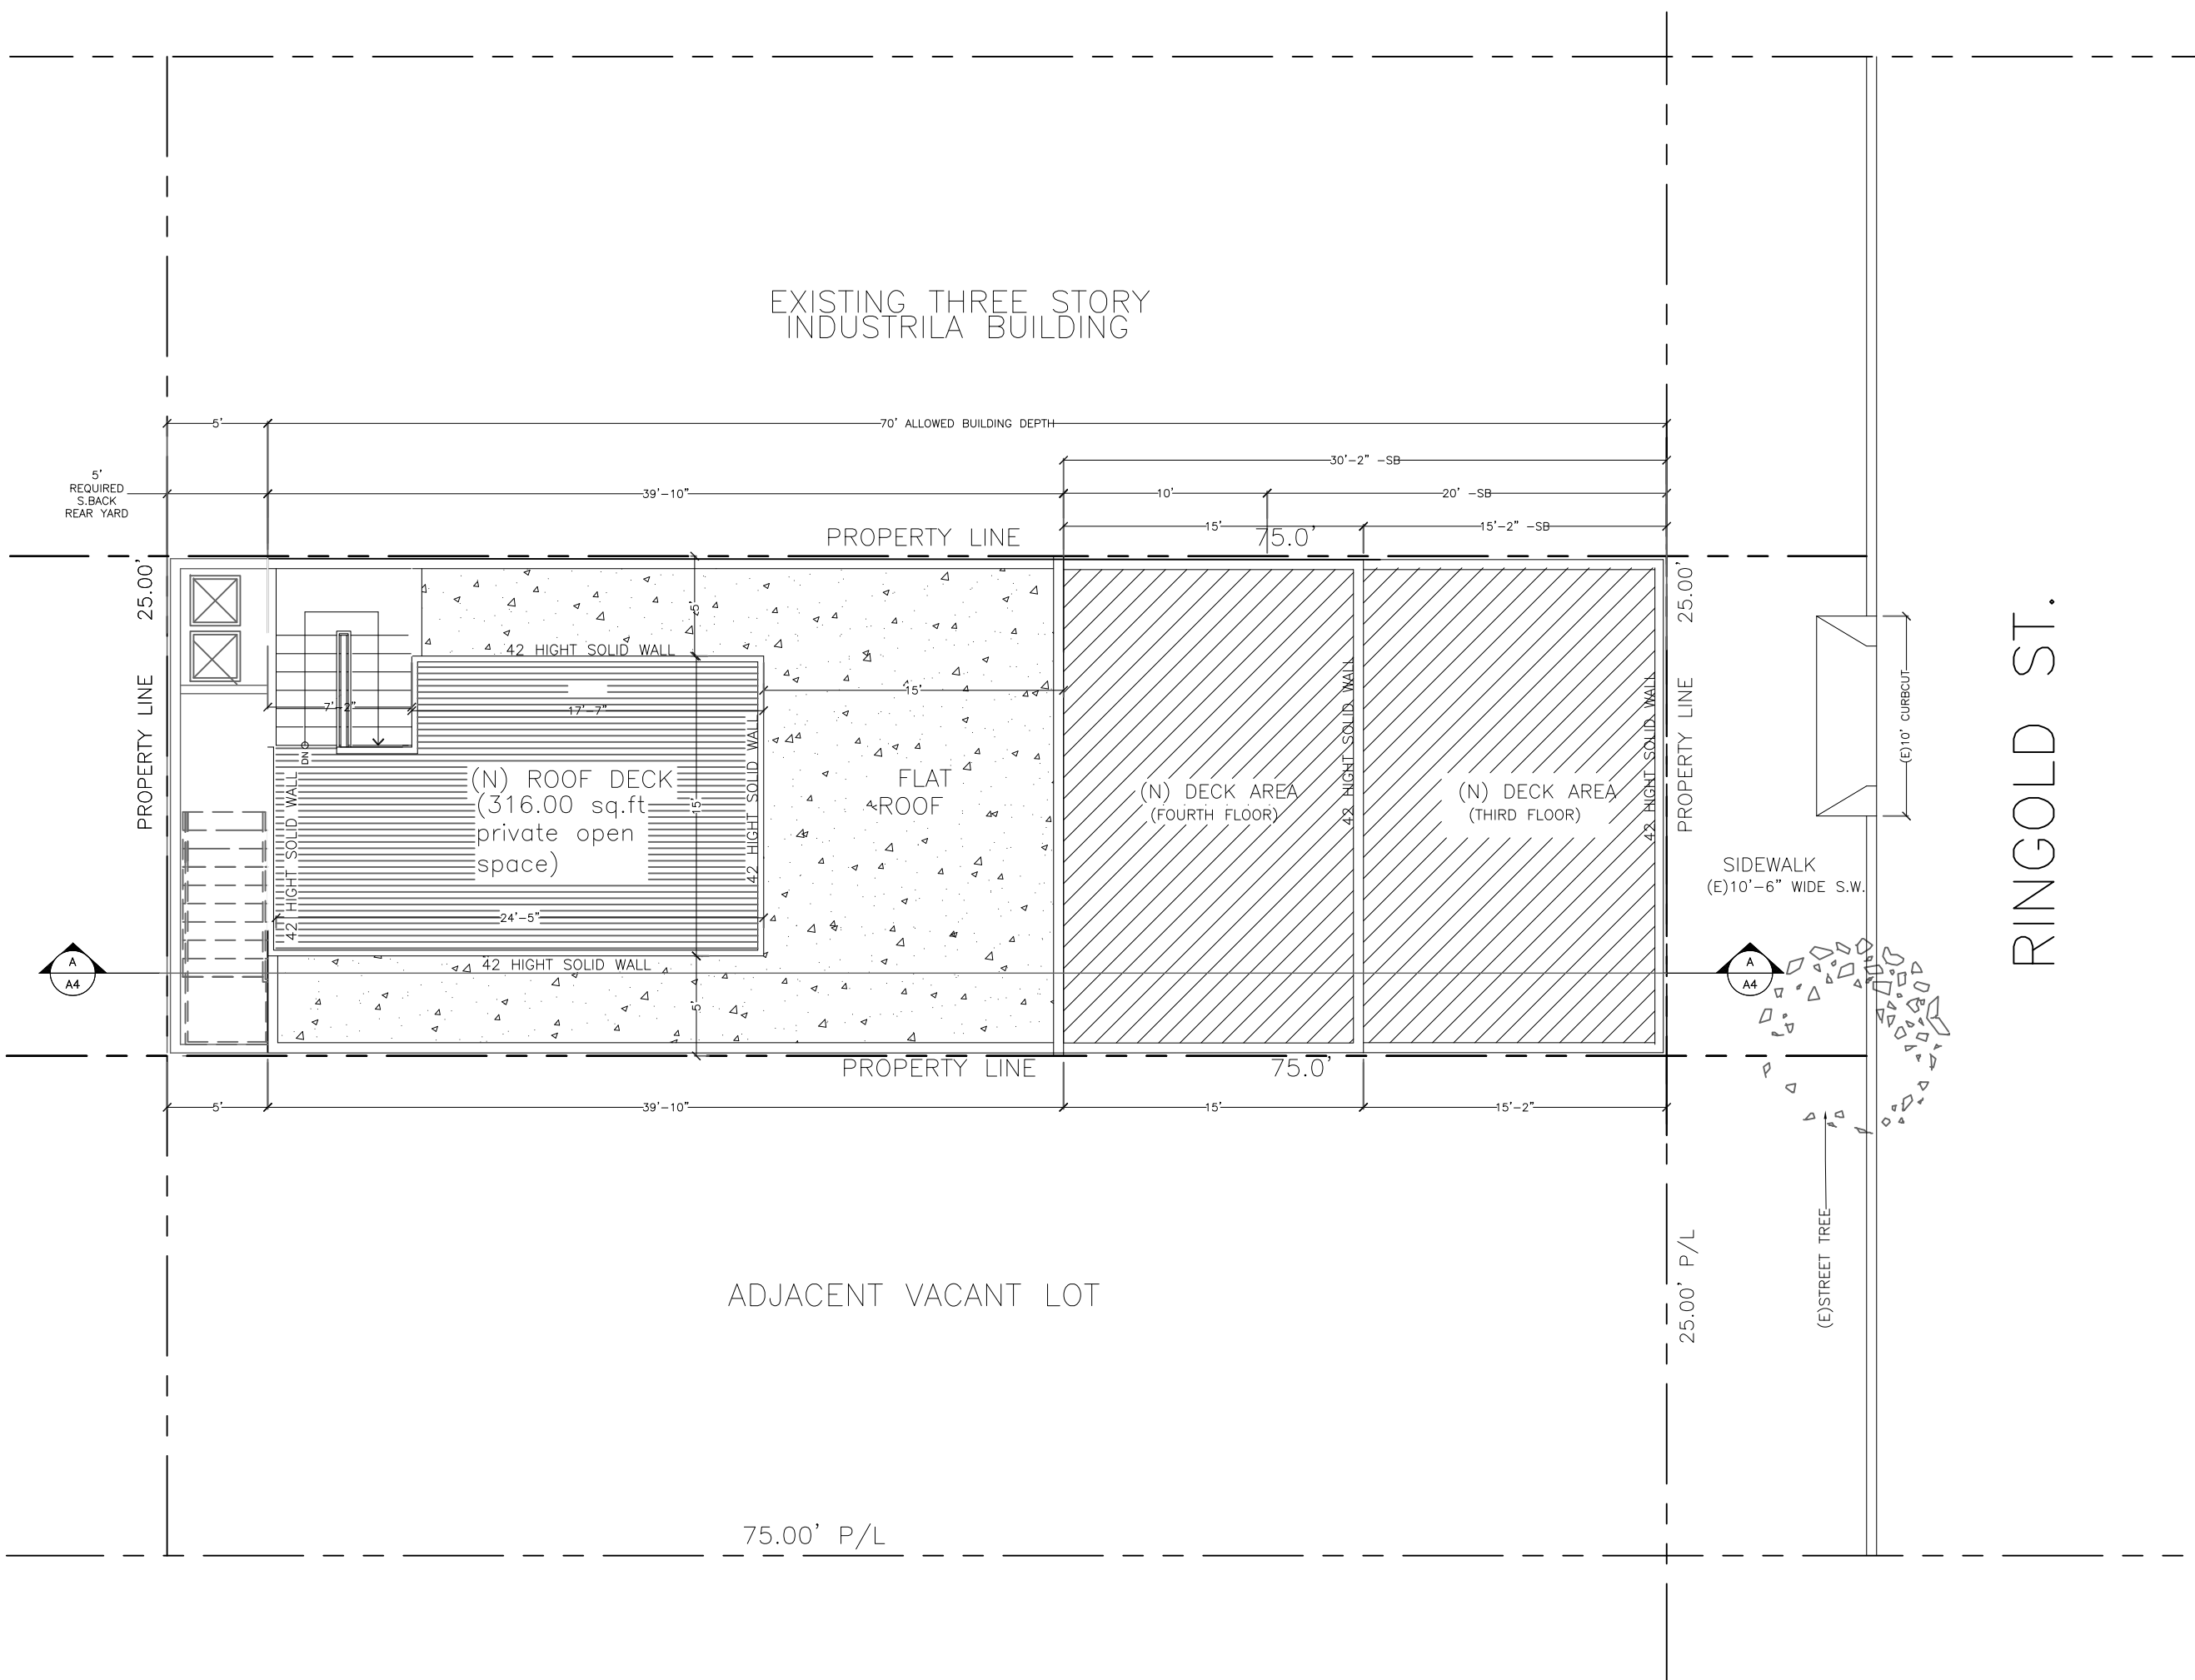 EXISTING THREE STORY
INDUSTRILA BUILDING
5'
70' ALLOWED BUILDING DEPTH
30'-2" -SB
5'
REQUIRED
S.BACK
REAR YARD
39'-10"
10'
20' -SB
15'
15'-2" -SB
PROPERTY LINE
75.0'
25.00'
PROPERTY LINE
25.00'
PROPERTY LINE
5'
42 HIGHT SOLID WALL
15'
7'-2"
17'-7"
DN
42 HIGHT SOLID WALL
(N) ROOF DECK
(316.00 sq.ft
private open
space)
15'
42 HIGHT SOLID WALL
FLAT
ROOF
(N) DECK AREA
(FOURTH FLOOR)
42 HIGHT SOLID WALL
(N) DECK AREA
(THIRD FLOOR)
42 HIGHT SOLID WALL
(E)10' CURBCUT
RINGOLD ST.
SIDEWALK
(E)10'-6" WIDE S.W.
24'-5"
42 HIGHT SOLID WALL
5'
A
A4
A
A4
PROPERTY LINE
75.0'
5'
39'-10"
15'
15'-2"
(E)STREET TREE
25.00' P/L
ADJACENT VACANT LOT
75.00' P/L